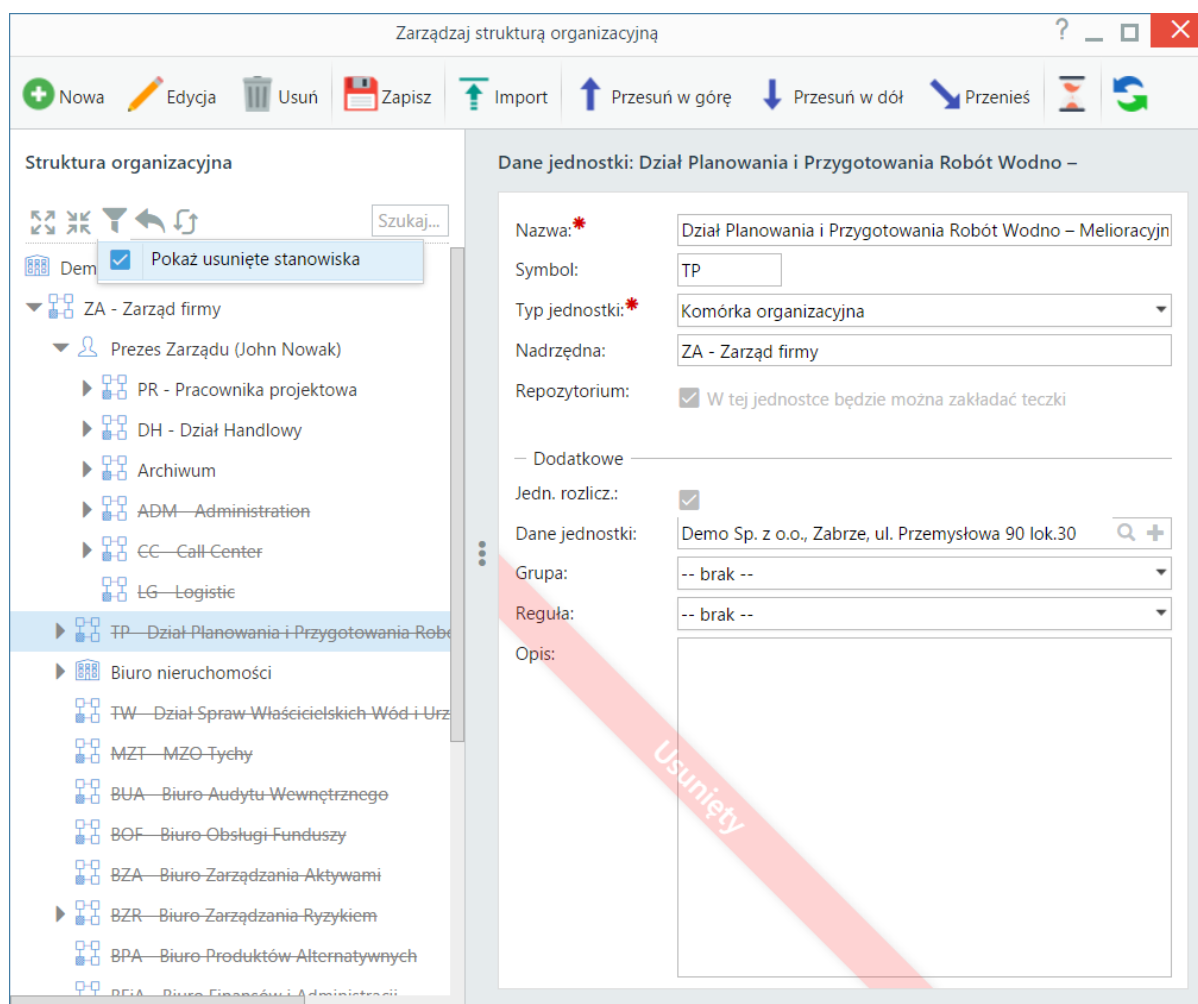 Zarządzaj strukturą organizacyjną
?
Nowa Edycja Usuń Zapisz Import Przesuń w górę Przesuń w dół Przenieś
Struktura organizacyjna
Szukaj...
Pokaż usunięte stanowiska
Dem
ZA - Zarząd firmy
Prezes Zarządu (John Nowak)
PR - Pracownika projektowa
DH - Dział Handlowy
Archiwum
ADM - Administration
CC - Call Center
LG - Logistic
TP - Dział Planowania i Przygotowania Robo
Biuro nieruchomości
TW - Dział Spraw Właścicielskich Wód i Urz
MZT - MZO Tychy
BUA - Biuro Audytu Wewnętrznego
BOF - Biuro Obsługi Funduszy
BZA - Biuro Zarządzania Aktywami
BZR - Biuro Zarządzania Ryzykiem
BPA - Biuro Produktów Alternatywnych
BFiA - Biuro Finansów i Administracji
Dane jednostki: Dział Planowania i Przygotowania Robót Wodno –
Nazwa:* Dział Planowania i Przygotowania Robót Wodno – Melioracyjn
Symbol: TP
Typ jednostki:* Komórka organizacyjna
Nadrzędna: ZA - Zarząd firmy
Repozytorium: W tej jednostce będzie można zakładać teczki
Dodatkowe
Jedn. rozlicz.:
Dane jednostki: Demo Sp. z o.o., Zabrze, ul. Przemysłowa 90 lok.30
Grupa: -- brak --
Reguła: -- brak --
Opis:
Usunięty